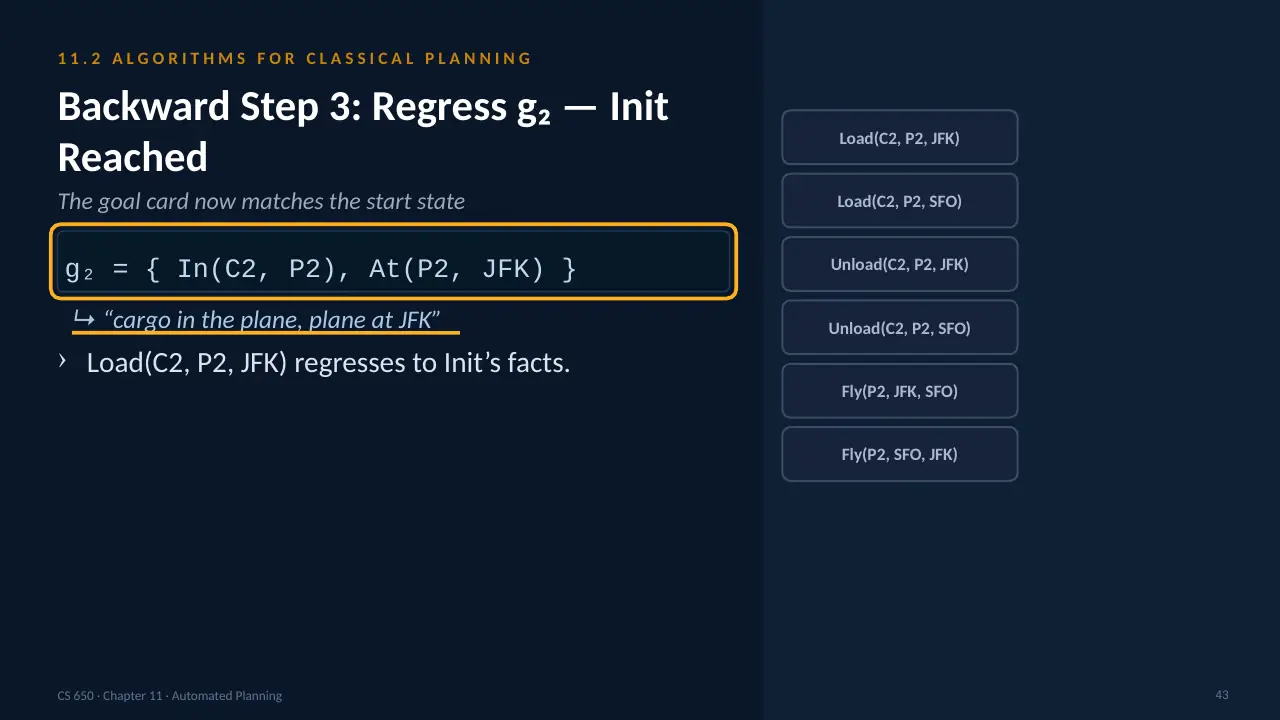 11.2 ALGORITHMS FOR CLASSICAL PLANNING
Backward Step 3: Regress g₂ — Init
Reached
The goal card now matches the start state
g₂ = { In(C2, P2), At(P2, JFK) }
↳ “cargo in the plane, plane at JFK”
› Load(C2, P2, JFK) regresses to Init’s facts.
Load(C2, P2, JFK)
Load(C2, P2, SFO)
Unload(C2, P2, JFK)
Unload(C2, P2, SFO)
Fly(P2, JFK, SFO)
Fly(P2, SFO, JFK)
CS 650 · Chapter 11 · Automated Planning
43